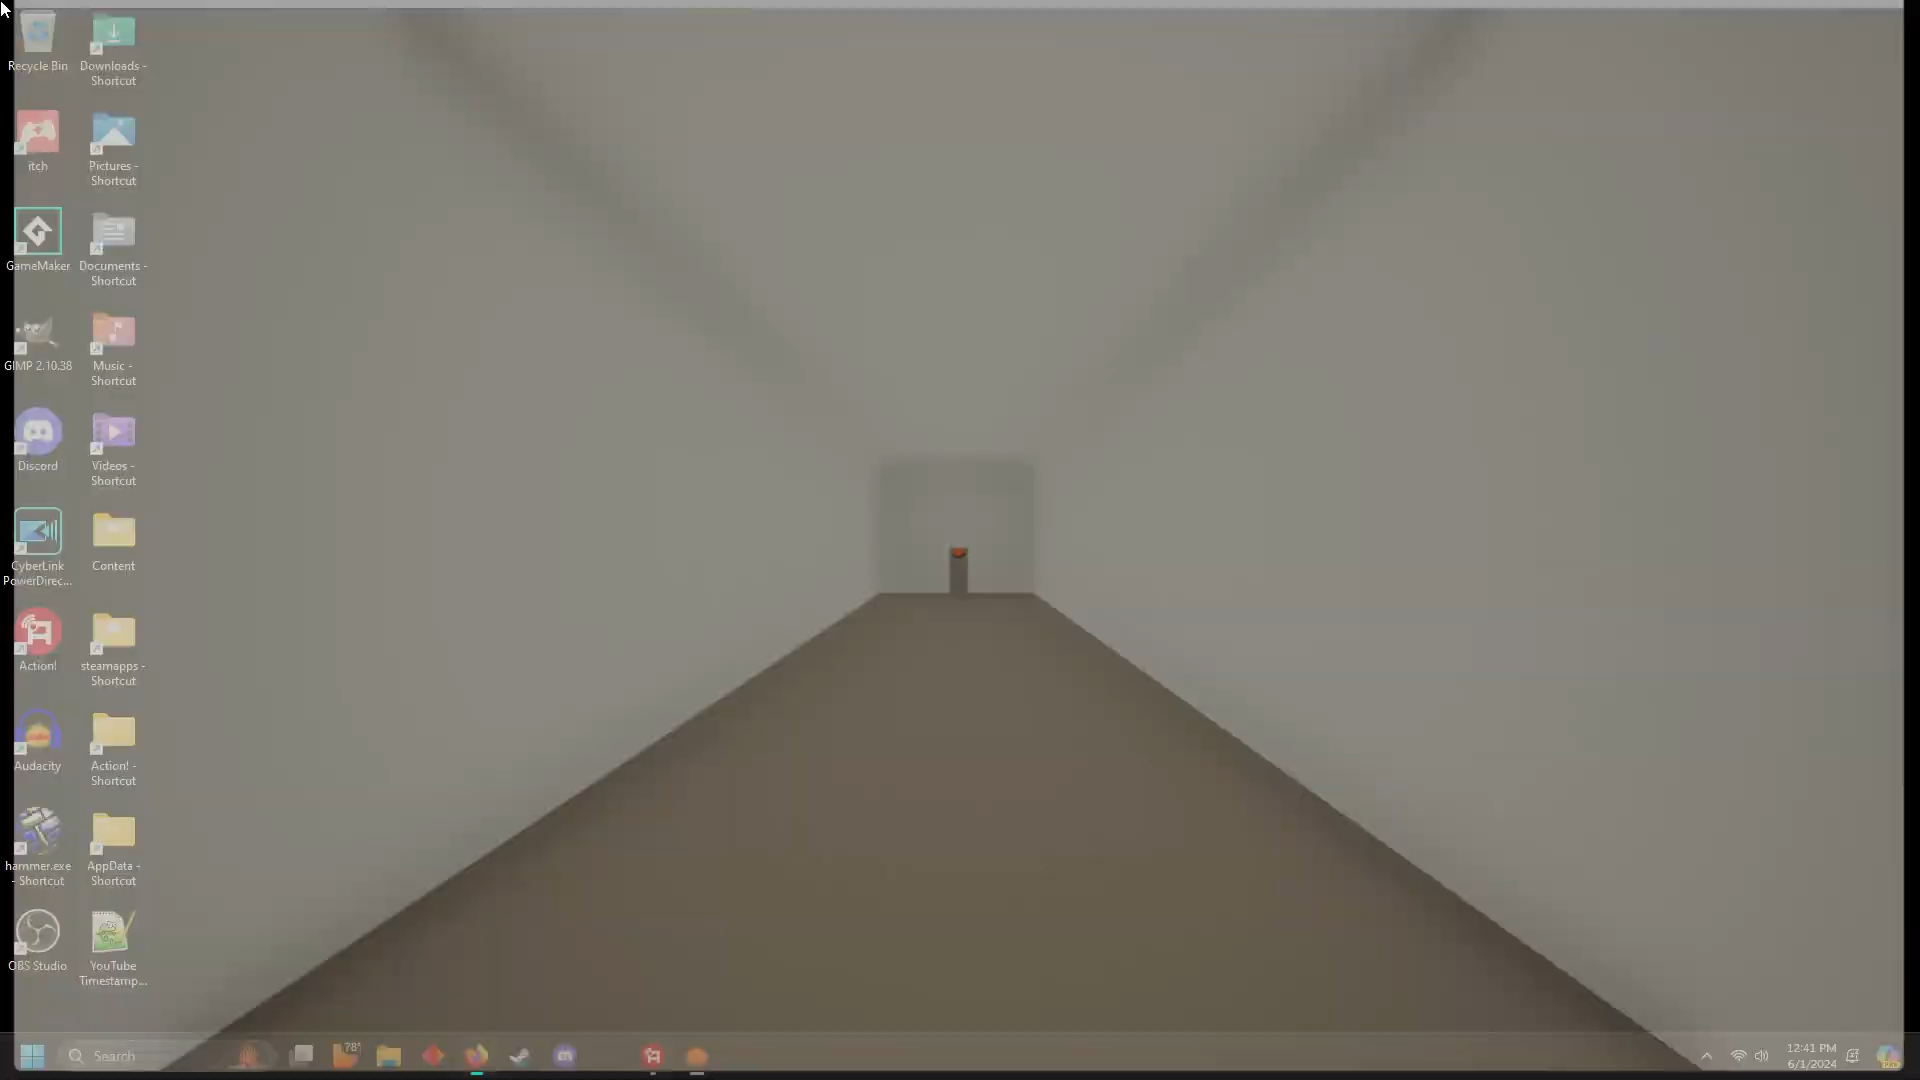 Recycle Bin
Downloads -
Shortcut
itch
Pictures -
Shortcut
GameMaker
Documents -
Shortcut
GIMP 2.10.38
Music -
Shortcut
Discord
Videos -
Shortcut
CyberLink
PowerDirec...
Content
Action!
steamapps -
Shortcut
Audacity
Action! -
Shortcut
hammer.exe
- Shortcut
AppData -
Shortcut
OBS Studio
YouTube
Timestamp...
Search
78°
12:41 PM
6/1/2024